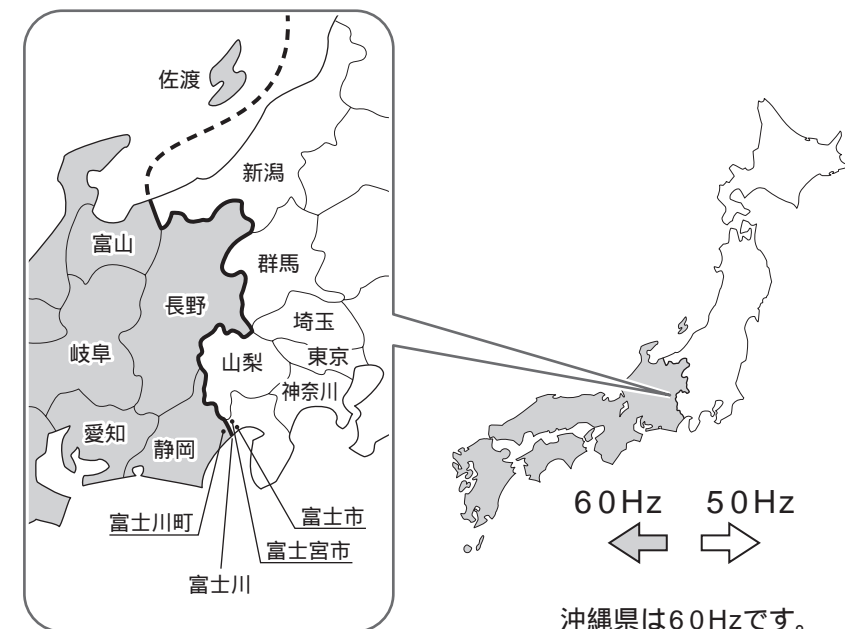 佐渡
新潟
富山
群馬
長野
埼玉
岐阜
山梨
東京
神奈川
愛知
静岡
富士川町
富士市
富士宮市
富士川
60Hz 50Hz
沖縄県は60Hzです。